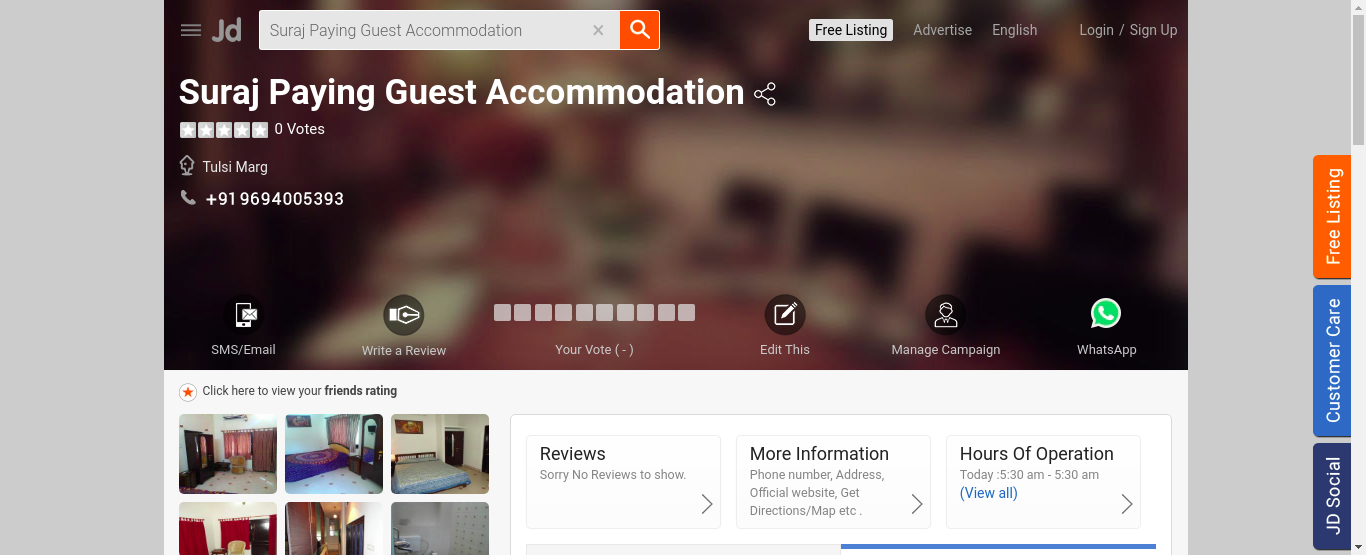 Jd
Suraj Paying Guest Accommodation ×
Free Listing
Advertise
English
Login / Sign Up
Suraj Paying Guest Accommodation
0 Votes
Tulsi Marg
+91 9694005393
SMS/Email
Write a Review
Your Vote ( - )
Edit This
Manage Campaign
WhatsApp
Click here to view your friends rating
Reviews
Sorry No Reviews to show.
More Information
Phone number, Address,
Official website, Get
Directions/Map etc .
Hours Of Operation
Today :5:30 am - 5:30 am
(View all)
Free Listing
Customer Care
JD Social